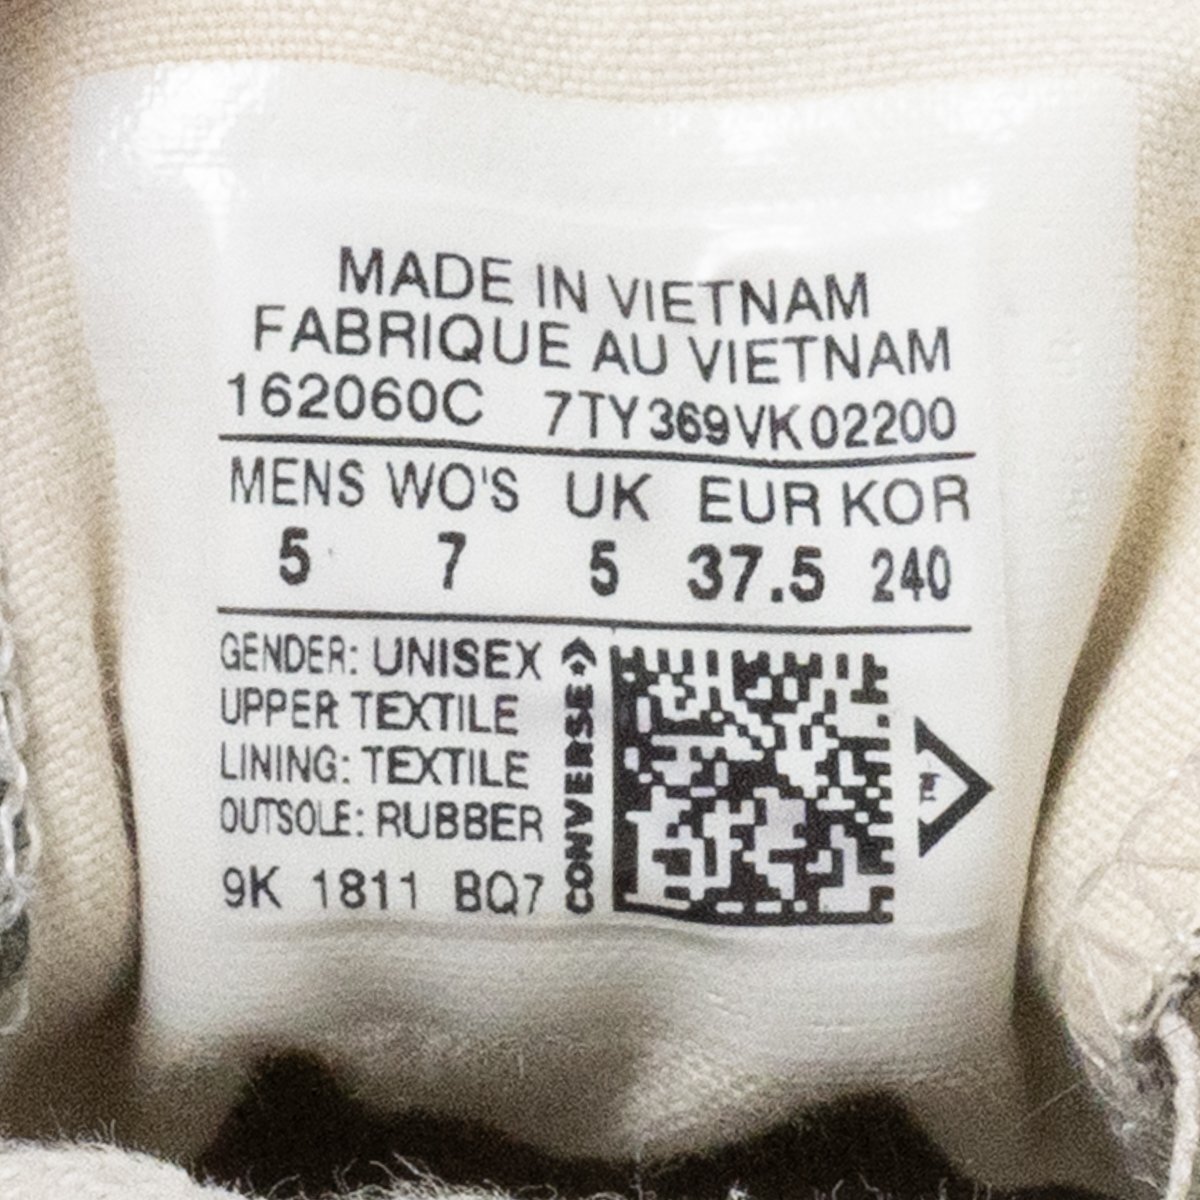 MADE IN VIETNAM
FABRIQUE AU VIETNAM
162060C 7TY369VK02200
MENS WO'S UK EUR KOR
5 7 5 37.5 240
GENDER: UNISEX
UPPER TEXTILE
LINING: TEXTILE
OUTSOLE: RUBBER
9K 1811 BQ7
CONVERSE